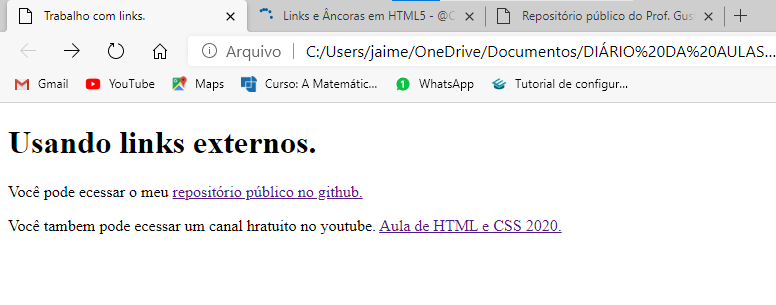 Trabalho com links.
Links e Âncoras em HTML5 - @C
Repositório público do Prof. Gus
Arquivo
C:/Users/jaime/OneDrive/Documentos/DIÁRIO%20DA%20AULAS...
Gmail
YouTube
Maps
Curso: A Matemátic...
1
WhatsApp
Tutorial de configur...
Usando links externos.
Você pode ecessar o meu repositório público no github.
Você tambem pode ecessar um canal hratuito no youtube. Aula de HTML e CSS 2020.